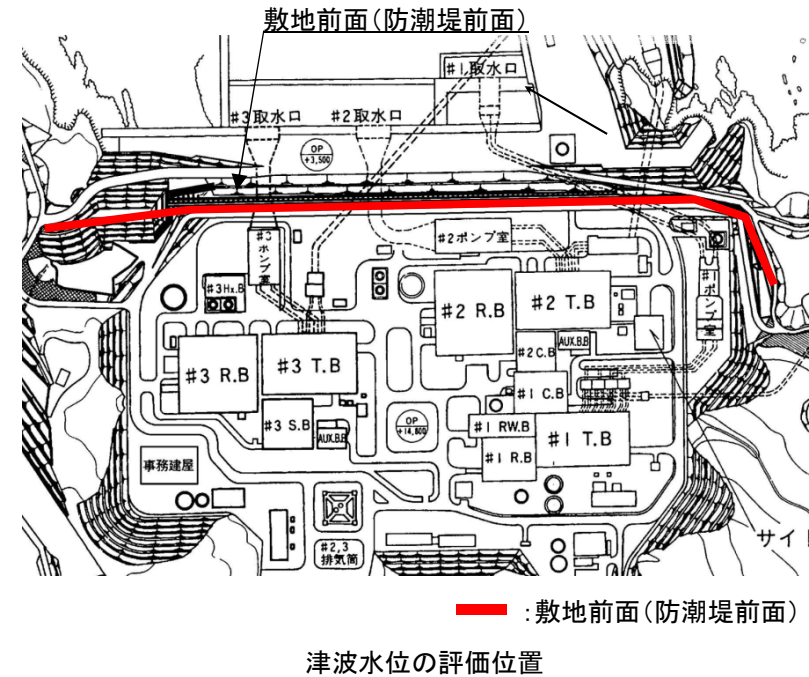 敷地前面(防潮堤前面)
#1取水口
#3取水口
#2取水口
OP
+3,500
#3
ポンプ室
#2ポンプ室
#1ポンプ室
#3Hx.B
#2 R.B
#2 T.B
#3 R.B
#3 T.B
#2C.B
AUX.B.B
#1 C.B
#3 S.B
AUX.B.B
OP
+14,800
#1 RW.B
#1 R.B
#1 T.B
事務建屋
#2,3
排気筒
サイト
:敷地前面(防潮堤前面)
津波水位の評価位置